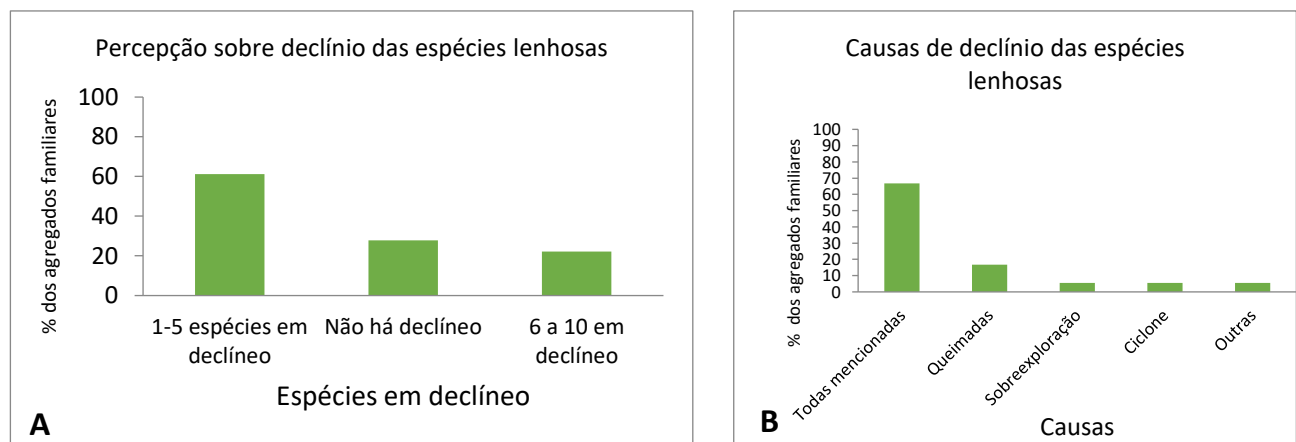 Percepção sobre declínio das espécies lenhosas
% dos agregados familiares
100
80
60
40
20
0
1-5 espécies em
declíneo
Não há declíneo
6 a 10 em
declíneo
Espécies em declíneo
A
Causas de declínio das espécies
lenhosas
% dos agregados familiares
100
90
80
70
60
50
40
30
20
10
0
Todas mencionadas
Queimadas
Sobreexploração
Ciclone
Outras
Causas
B